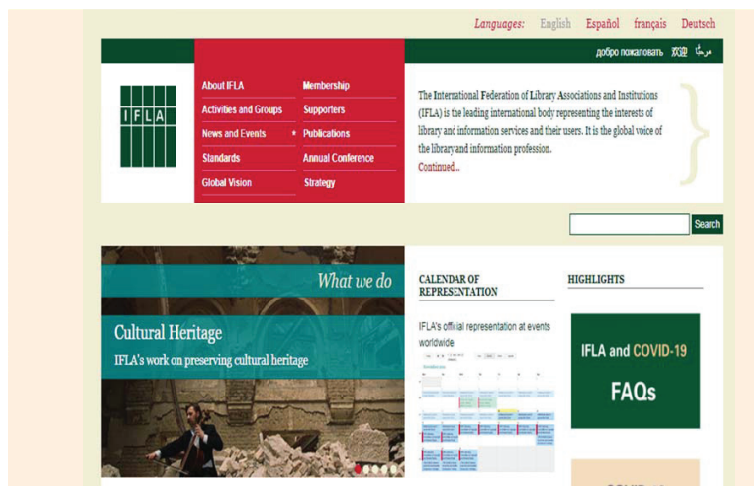 Languages: English Español français Deutsch
добро пожаловать 欢迎 مرحبًا
IFLA
About IFLA
Activities and Groups
News and Events
Standards
Global Vision
Membership
Supporters
* Publications
Annual Conference
Strategy
The International Federation of Library Associations and Institutions
(IFLA) is the leading international body representing the interests of
library and information services and their users. It is the global voice of
the libraryand information profession.
Continued..
Search
What we do
Cultural Heritage
IFLA's work on preserving cultural heritage
CALENDAR OF
REPRESENTATION
IFLA's official representation at events
worldwide
HIGHLIGHTS
IFLA and COVID-19
FAQs